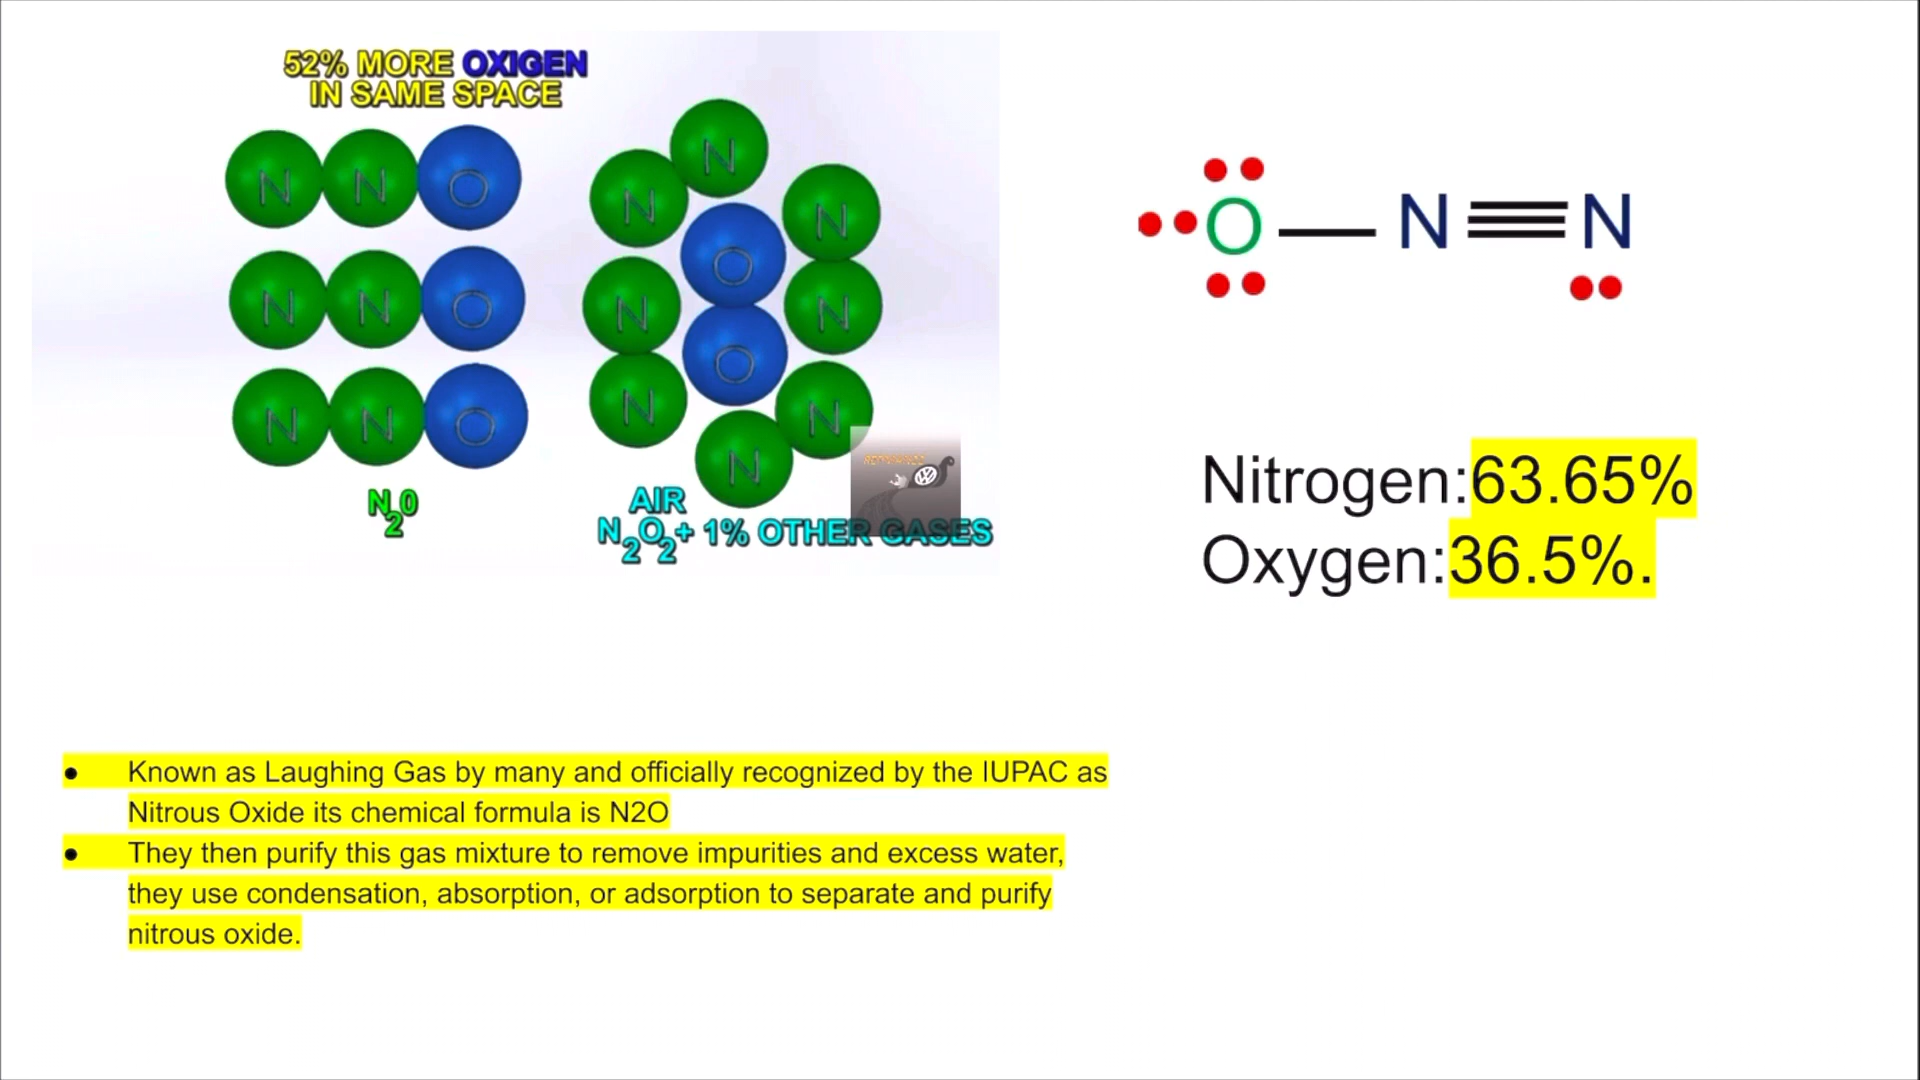 52% MORE OXIGEN
IN SAME SPACE
N N O
N N O
N N O
N20
N
N
N
O
N
N
O
N
N
N
AIR
N2O2+ 1% OTHER GASES
O N N
Nitrogen:63.65%
Oxygen:36.5%.
● Known as Laughing Gas by many and officially recognized by the IUPAC as
Nitrous Oxide its chemical formula is N2O
● They then purify this gas mixture to remove impurities and excess water,
they use condensation, absorption, or adsorption to separate and purify
nitrous oxide.